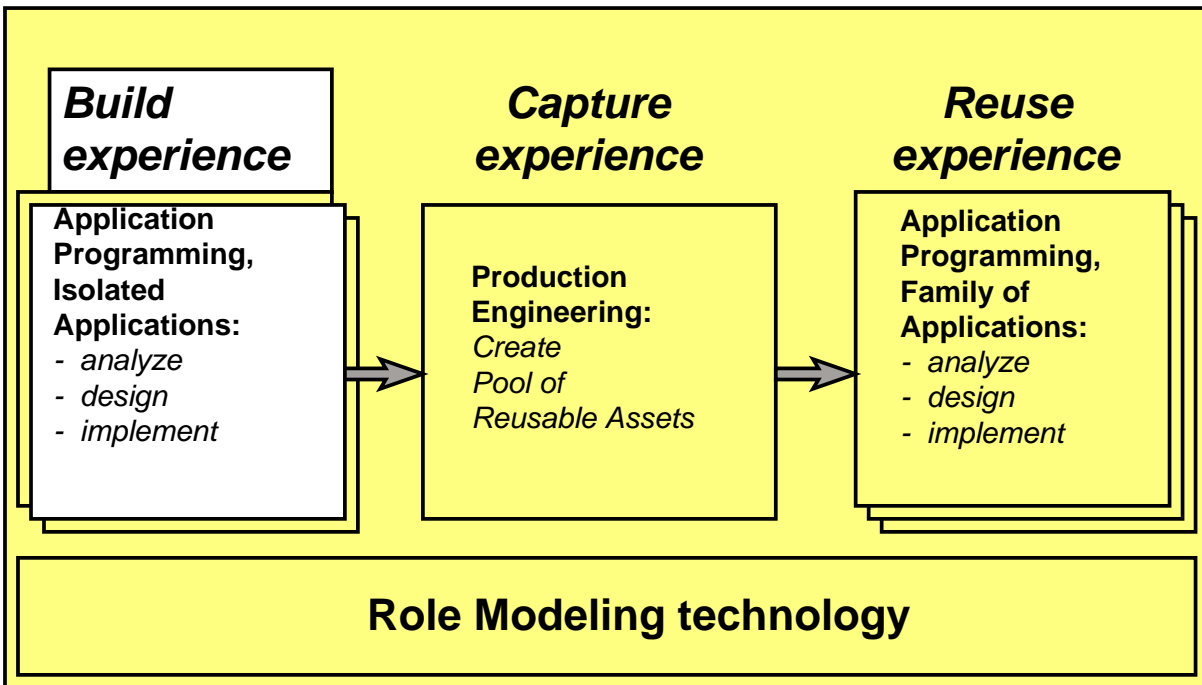 Build
experience
Application
Programming,
Isolated
Applications:
- analyze
- design
- implement
Capture
experience
Production
Engineering:
Create
Pool of
Reusable Assets
Reuse
experience
Application
Programming,
Family of
Applications:
- analyze
- design
- implement
Role Modeling technology